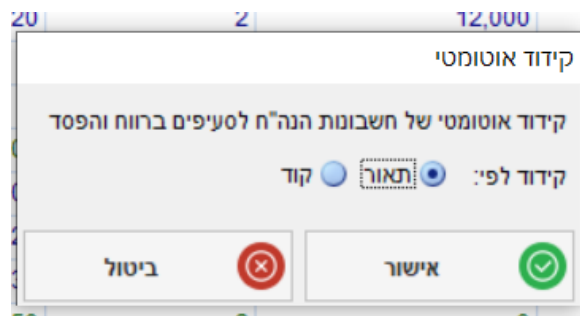 20 2 12,000
קידוד אוטומטי
קידוד אוטומטי של חשבונות הנה"ח לסעיפים ברווח והפסד
קידוד לפי: תאור קוד
אישור ביטול